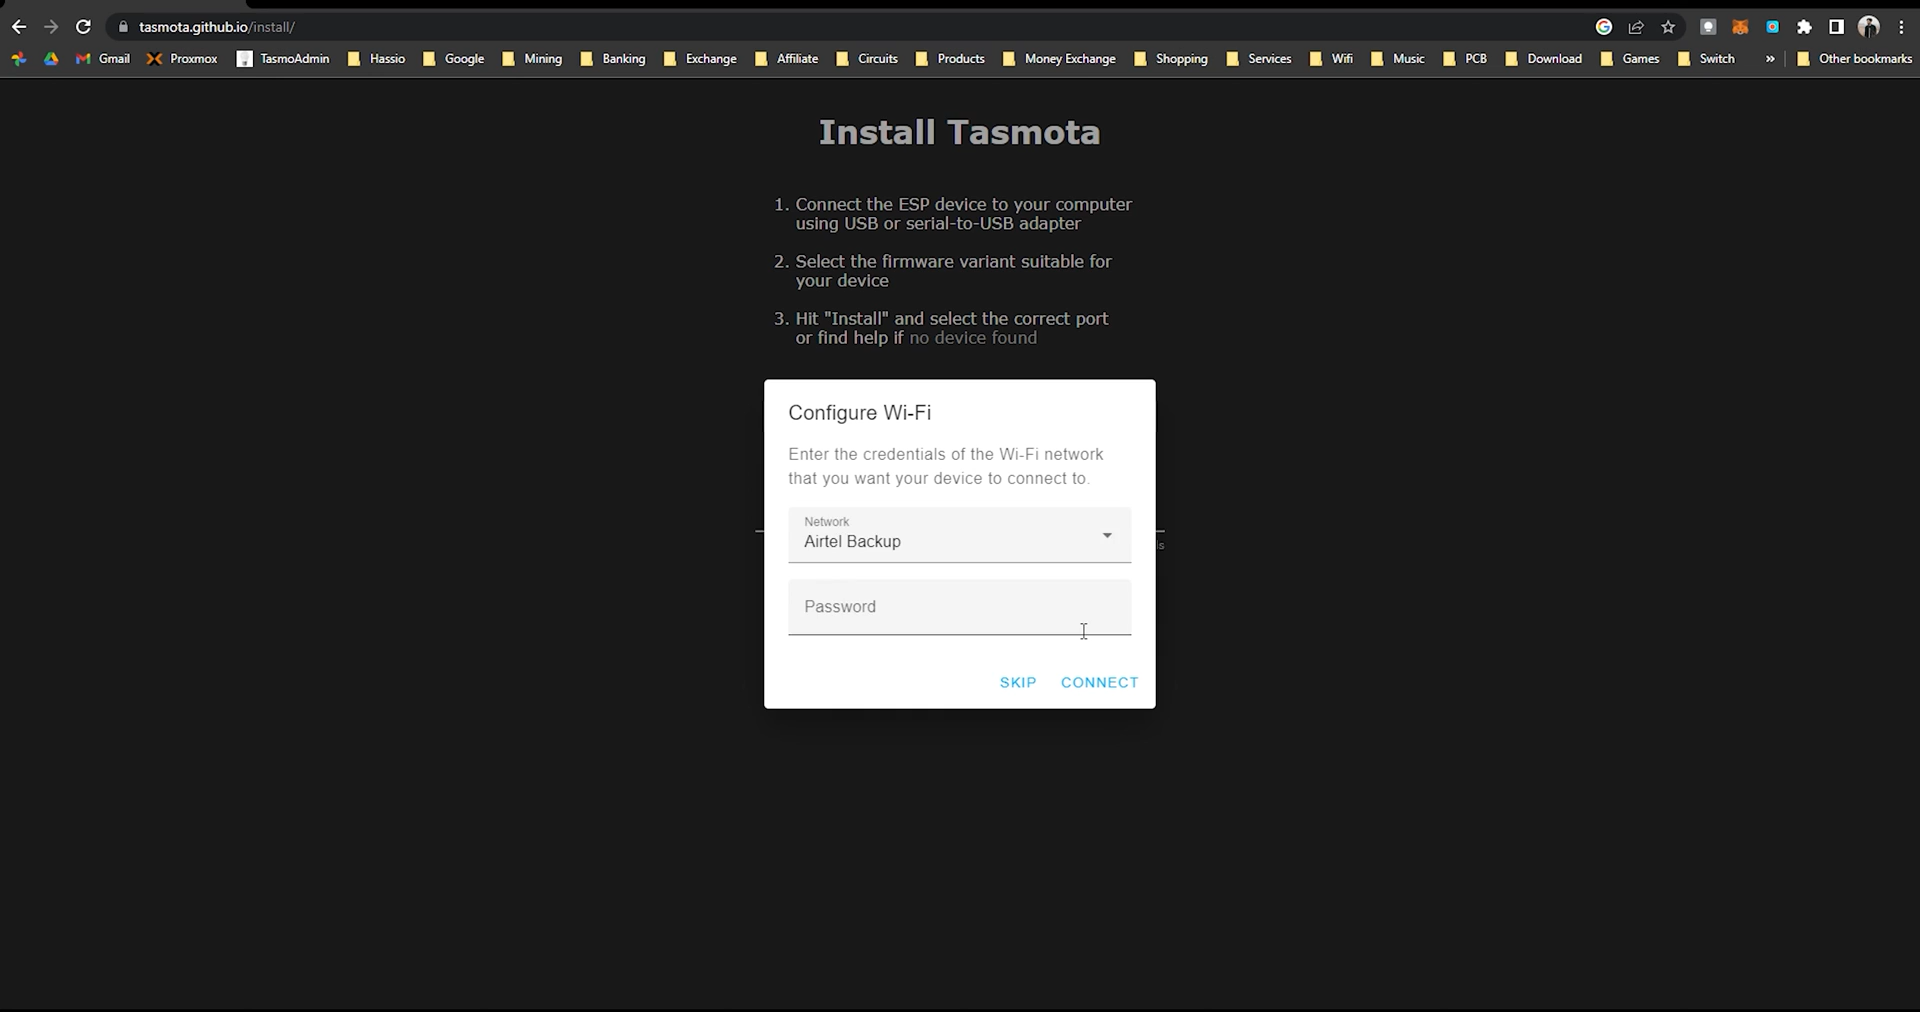 tasmota.github.io/install/
Gmail Proxmox TasmoAdmin Hassio Google Mining Banking Exchange Affiliate Circuits Products Money Exchange Shopping Services Wifi Music PCB Download Games Switch » Other bookmarks
Install Tasmota
1. Connect the ESP device to your computer
using USB or serial-to-USB adapter
2. Select the firmware variant suitable for
your device
3. Hit "Install" and select the correct port
or find help if no device found
Configure Wi-Fi
Enter the credentials of the Wi-Fi network
that you want your device to connect to.
Network
Airtel Backup
Password
SKIP CONNECT